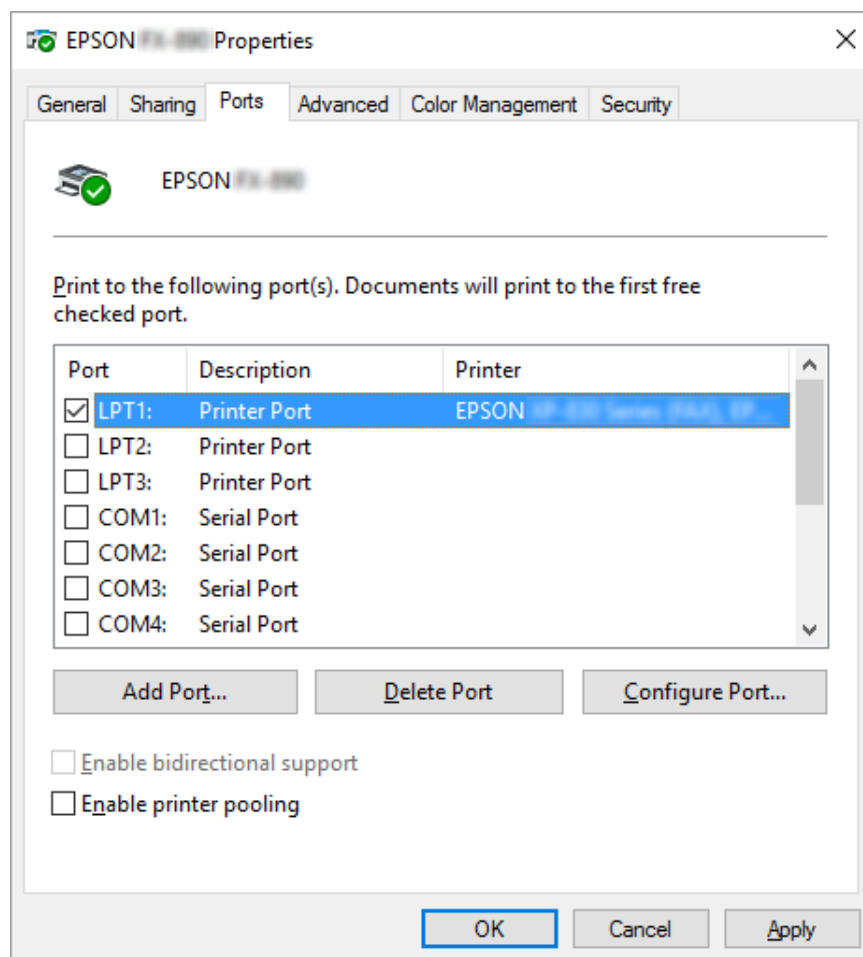 EPSON Properties
General Sharing Ports Advanced Color Management Security
EPSON
Print to the following port(s). Documents will print to the first free
checked port.
Port Description Printer
LPT1: Printer Port EPSON
LPT2: Printer Port
LPT3: Printer Port
COM1: Serial Port
COM2: Serial Port
COM3: Serial Port
COM4: Serial Port
Add Port... Delete Port Configure Port...
Enable bidirectional support
Enable printer pooling
OK Cancel Apply